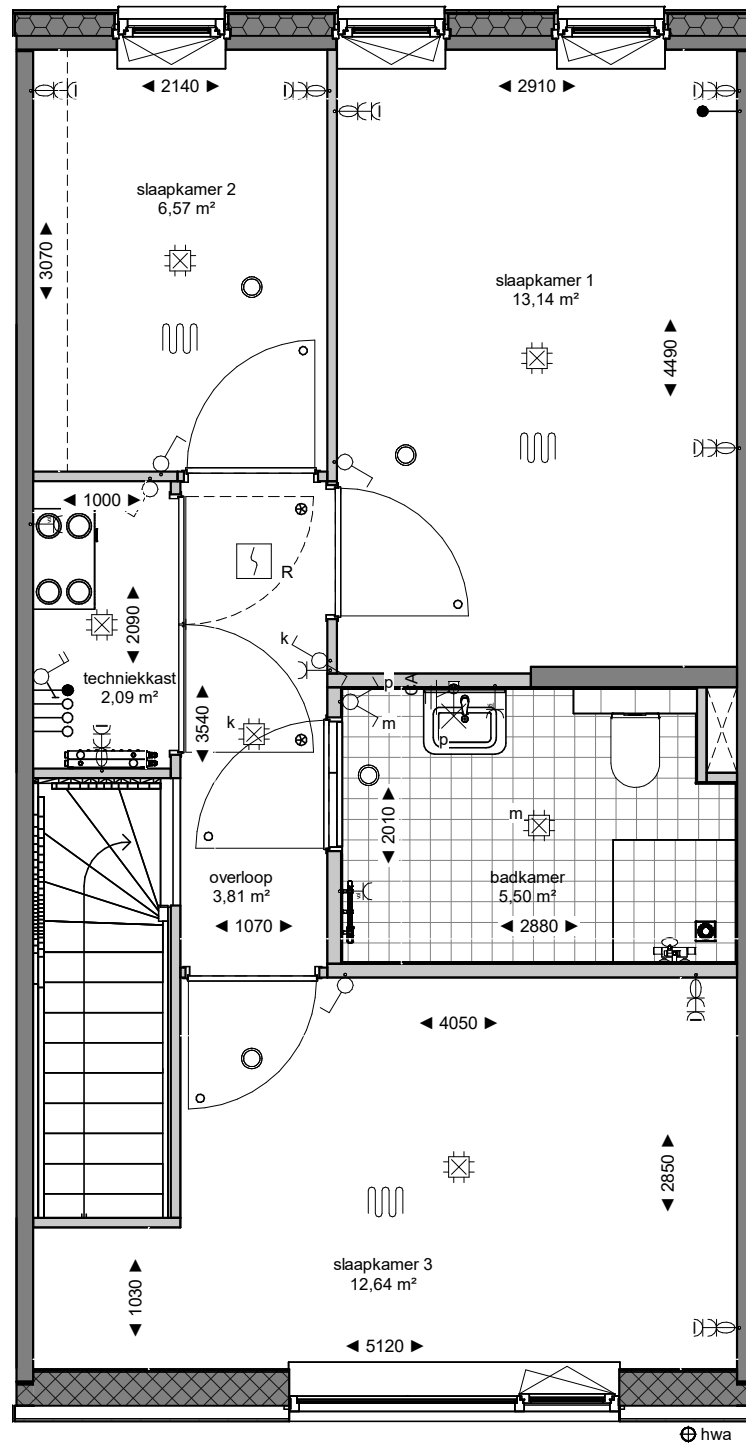 ◄ 2140 ►
◄ 2910 ►
slaapkamer 2
6,57 m²
◄ 3070 ►
slaapkamer 1
13,14 m²
◄ 4490 ►
◄ 1000 ►
R
◄ 2090 ►
k
techniekkast
2,09 m²
p
CA
◄ 3540 ►
k
m
p
◄ 2010 ►
m
overloop
3,81 m²
badkamer
5,50 m²
◄ 1070 ►
◄ 2880 ►
◄ 4050 ►
◄ 2850 ►
slaapkamer 3
12,64 m²
◄ 1030 ►
◄ 5120 ►
hwa